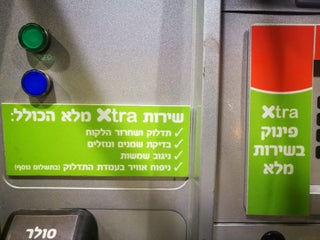 שירות Xtra מלא הכולל:
✓ תדלוק ושחרור הלקוח
✓ בדיקת שמנים ונוזלים
✓ ניגוב שמשות
✓ ניפוח אוויר בעמדת התדלוק (בתשלום נוסף)
סולר
Xtra
פינוק
בשירות
מלא